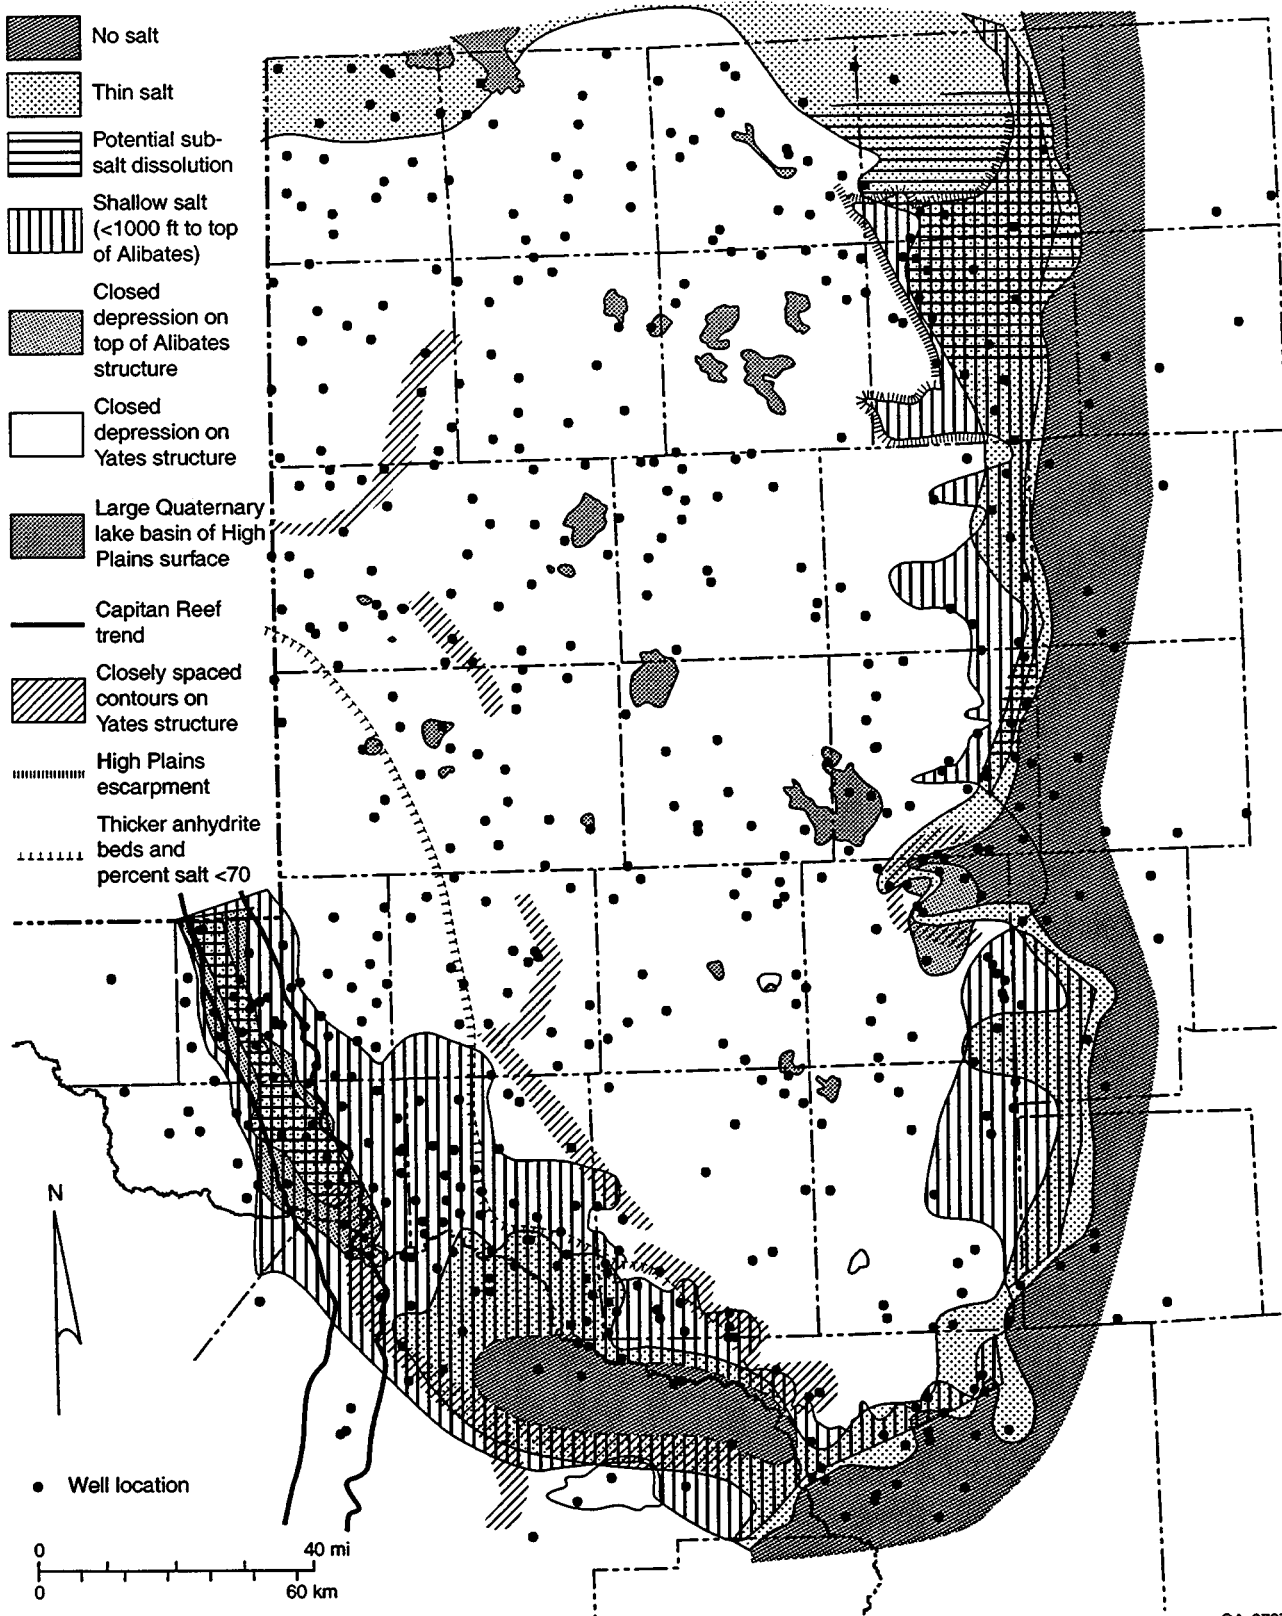 No salt
Thin salt
Potential sub-
salt dissolution
Shallow salt
(<1000 ft to top
of Alibates)
Closed
depression on
top of Alibates
structure
Closed
depression on
Yates structure
Large Quaternary
lake basin of High
Plains surface
Capitan Reef
trend
Closely spaced
contours on
Yates structure
High Plains
escarpment
Thicker anhydrite
beds and
percent salt <70
N
Well location
0 40 mi
0 60 km